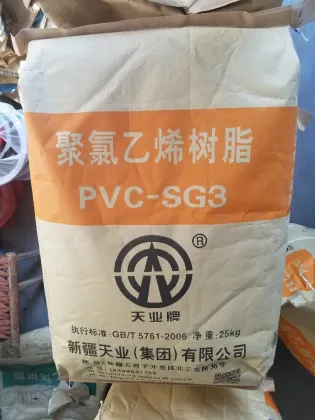 聚氯乙烯树脂
PVC-SG3
®
天业牌
执行标准:GB/T 5761-2006 净重:25kg
新疆天业(集团)有限公司